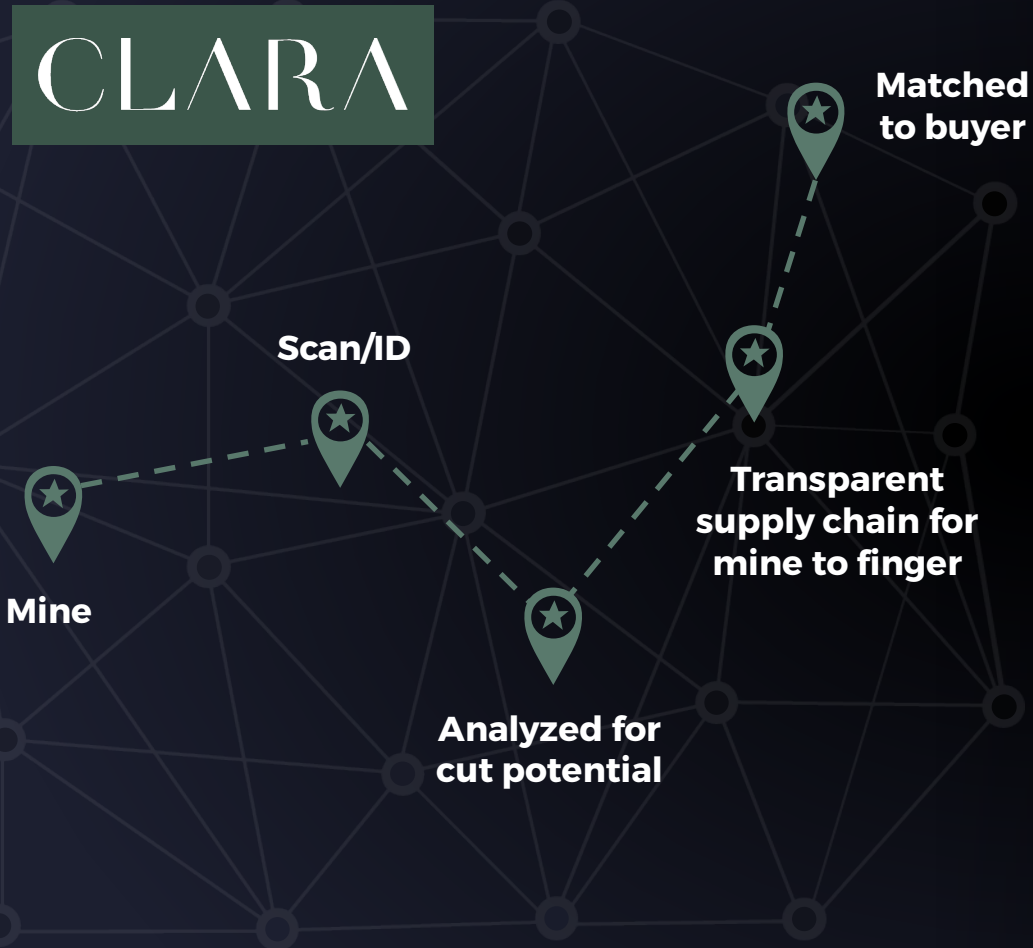 CLARA
Matched
to buyer
Scan/ID
Transparent
supply chain for
mine to finger
Mine
Analyzed for
cut potential